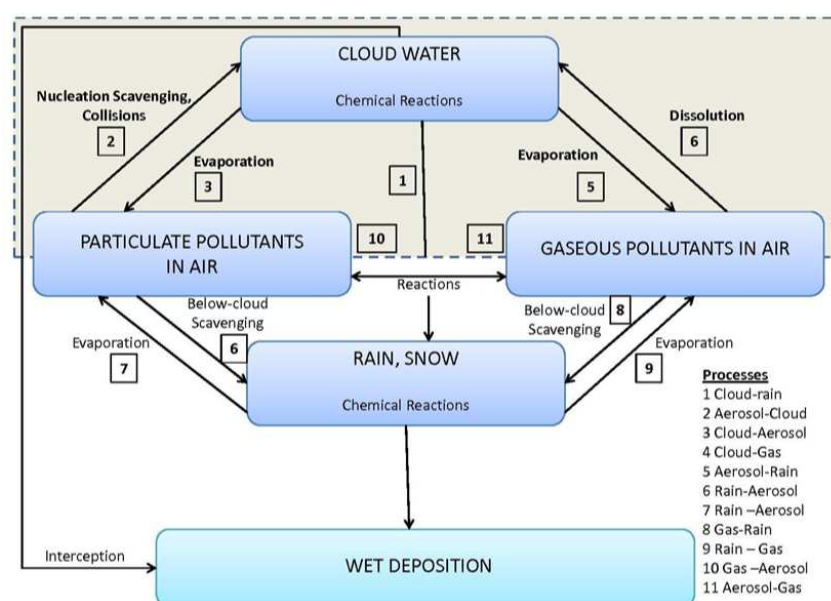 CLOUD WATER
Chemical Reactions
Nucleation Scavenging,
Collisions
2
Evaporation
3
1
Evaporation
5
Dissolution
6
PARTICULATE POLLUTANTS
IN AIR
10
11
GASEOUS POLLUTANTS IN AIR
Reactions
Below-cloud
Scavenging
6
Evaporation
7
Below-cloud
Scavenging
8
Evaporation
9
RAIN, SNOW
Chemical Reactions
Interception
WET DEPOSITION
Processes
1 Cloud-rain
2 Aerosol-Cloud
3 Cloud-Aerosol
4 Cloud-Gas
5 Aerosol-Rain
6 Rain-Aerosol
7 Rain –Aerosol
8 Gas-Rain
9 Rain – Gas
10 Gas –Aerosol
11 Aerosol-Gas